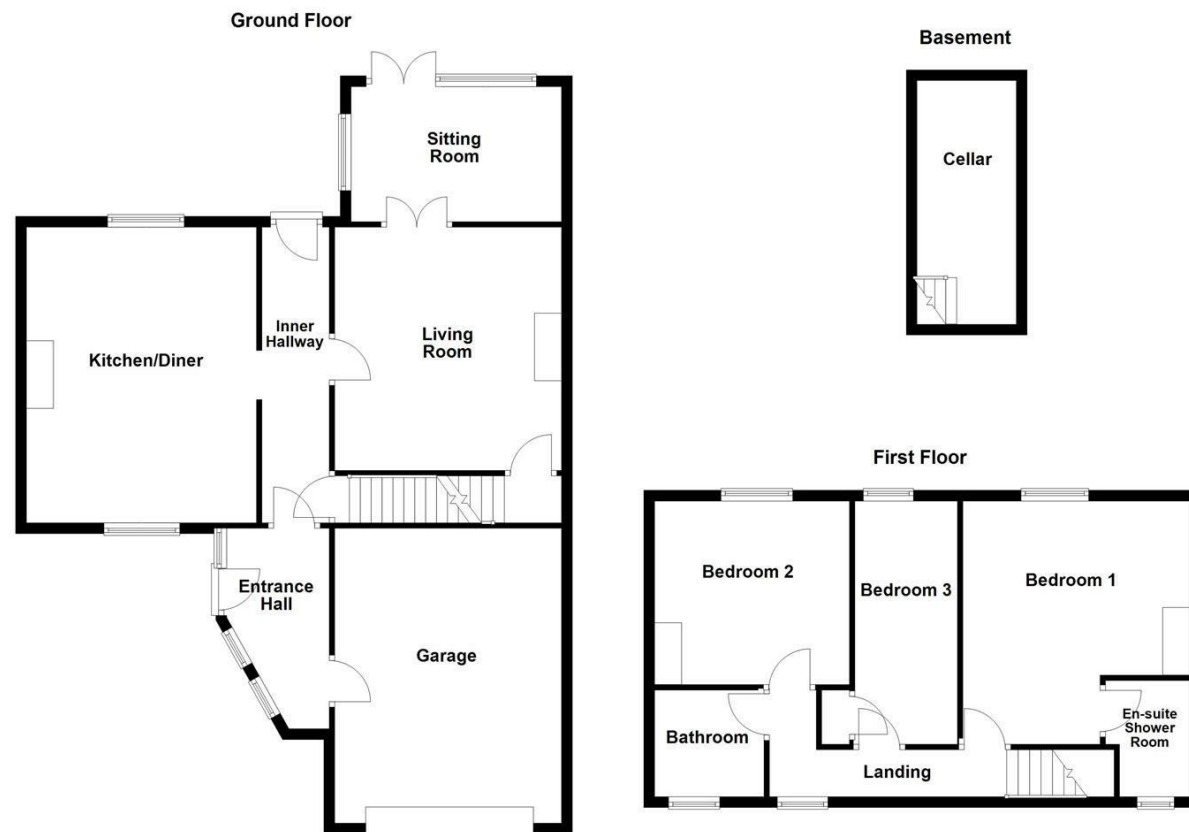 Ground Floor
Sitting
Room
Inner
Hallway
Living
Room
Kitchen/Diner
Entrance
Hall
Garage
Basement
Cellar
First Floor
Bedroom 2
Bedroom 3
Bedroom 1
Bathroom
Landing
En-suite
Shower
Room